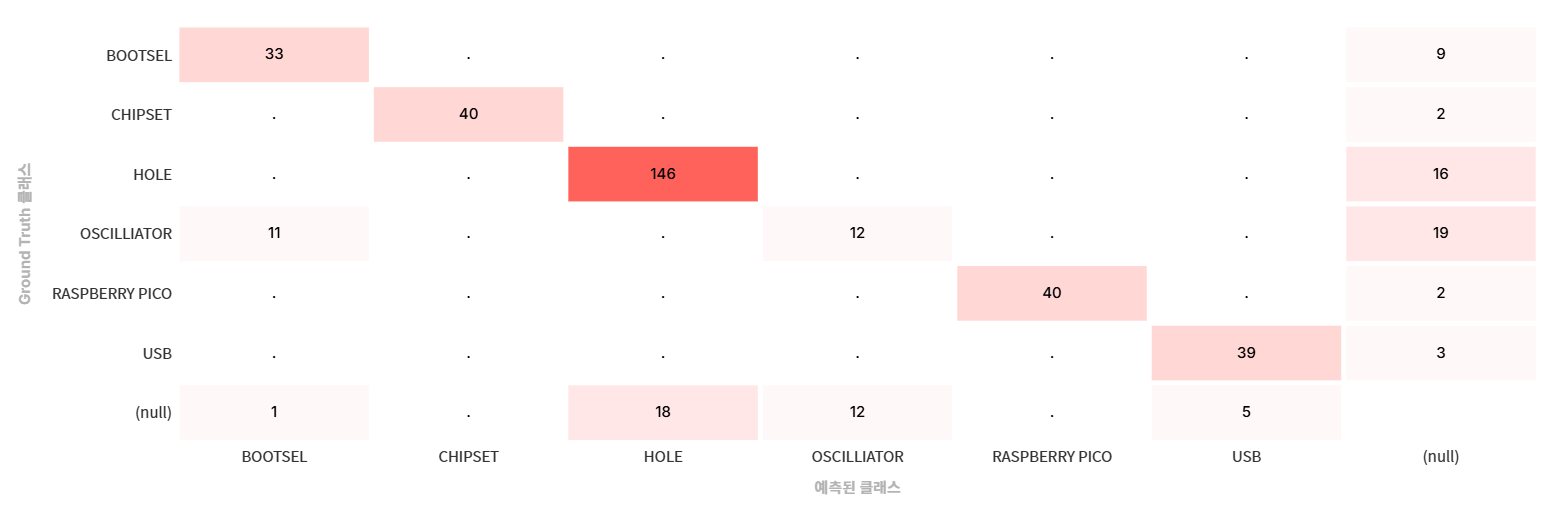 BOOTSEL 33 . . . . . 9
CHIPSET . 40 . . . . 2
HOLE . . 146 . . . 16
OSCILLIATOR 11 . . 12 . . 19
RASPBERRY PICO . . . . 40 . 2
USB . . . . . 39 3
(null) 1 . 18 12 . 5
BOOTSEL CHIPSET HOLE OSCILLIATOR RASPBERRY PICO USB (null)
예측된 클래스
Ground Truth 클래스